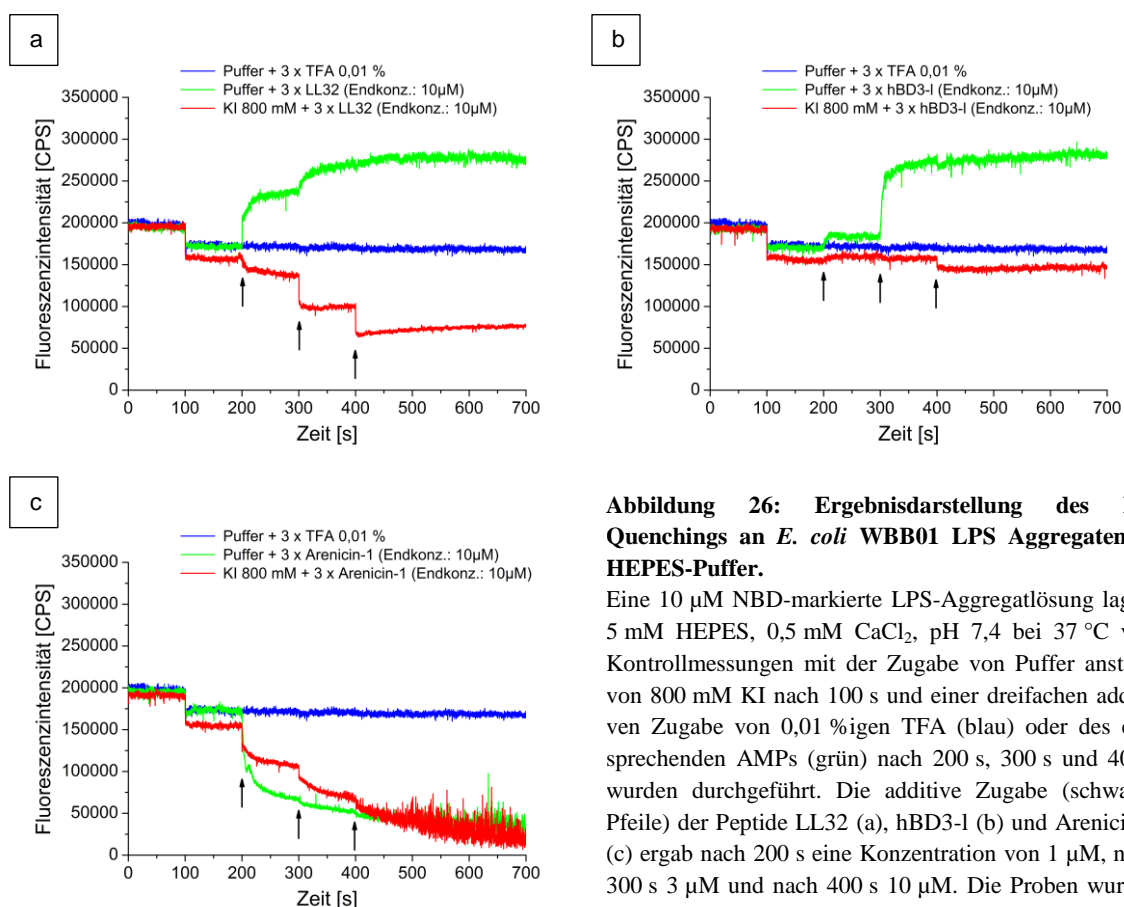 a
Puffer + 3 x TFA 0,01 %
Puffer + 3 x LL32 (Endkonz.: 10µM)
KI 800 mM + 3 x LL32 (Endkonz.: 10µM)
350000
300000
250000
200000
150000
100000
50000
0
Fluoreszenzintensität [CPS]
0 100 200 300 400 500 600 700
Zeit [s]
b
Puffer + 3 x TFA 0,01 %
Puffer + 3 x hBD3-l (Endkonz.: 10µM)
KI 800 mM + 3 x hBD3-l (Endkonz.: 10µM)
350000
300000
250000
200000
150000
100000
50000
0
Fluoreszenzintensität [CPS]
0 100 200 300 400 500 600 700
Zeit [s]
c
Puffer + 3 x TFA 0,01 %
Puffer + 3 x Arenicin-1 (Endkonz.: 10µM)
KI 800 mM + 3 x Arenicin-1 (Endkonz.: 10µM)
350000
300000
250000
200000
150000
100000
50000
0
Fluoreszenzintensität [CPS]
0 100 200 300 400 500 600 700
Zeit [s]
Abbildung 26: Ergebnisdarstellung des
Quenchings an E. coli WBB01 LPS Aggregaten
HEPES-Puffer.
Eine 10 µM NBD-markierte LPS-Aggregatlösung lag
5 mM HEPES, 0,5 mM CaCl₂, pH 7,4 bei 37 °C
Kontrollmessungen mit der Zugabe von Puffer
von 800 mM KI nach 100 s und einer dreifachen
ven Zugabe von 0,01 %igen TFA (blau) oder des
sprechenden AMPs (grün) nach 200 s, 300 s und
wurden durchgeführt. Die additive Zugabe
Pfeile) der Peptide LL32 (a), hBD3-l (b) und
(c) ergab nach 200 s eine Konzentration von 1 µM,
300 s 3 µM und nach 400 s 10 µM. Die Proben